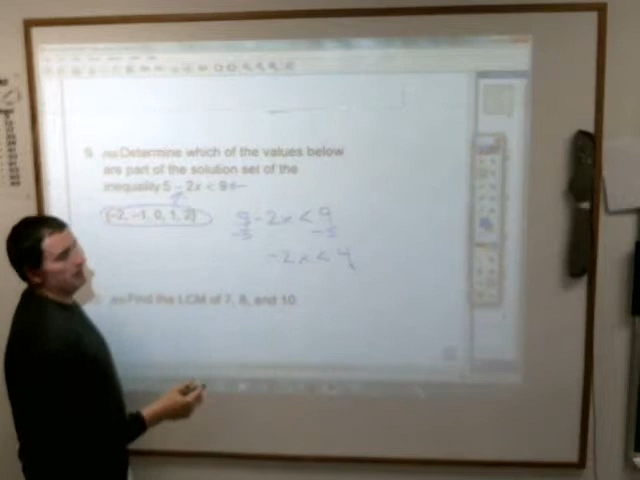 Determine which of the values below
are part of the solution set of the
inequality 5 - 2x < 9
{-2, -1, 0, 1, 2}
5 - 2x < 9
-5 -5
-2x < 4
Find the LCM of 7, 8, and 10